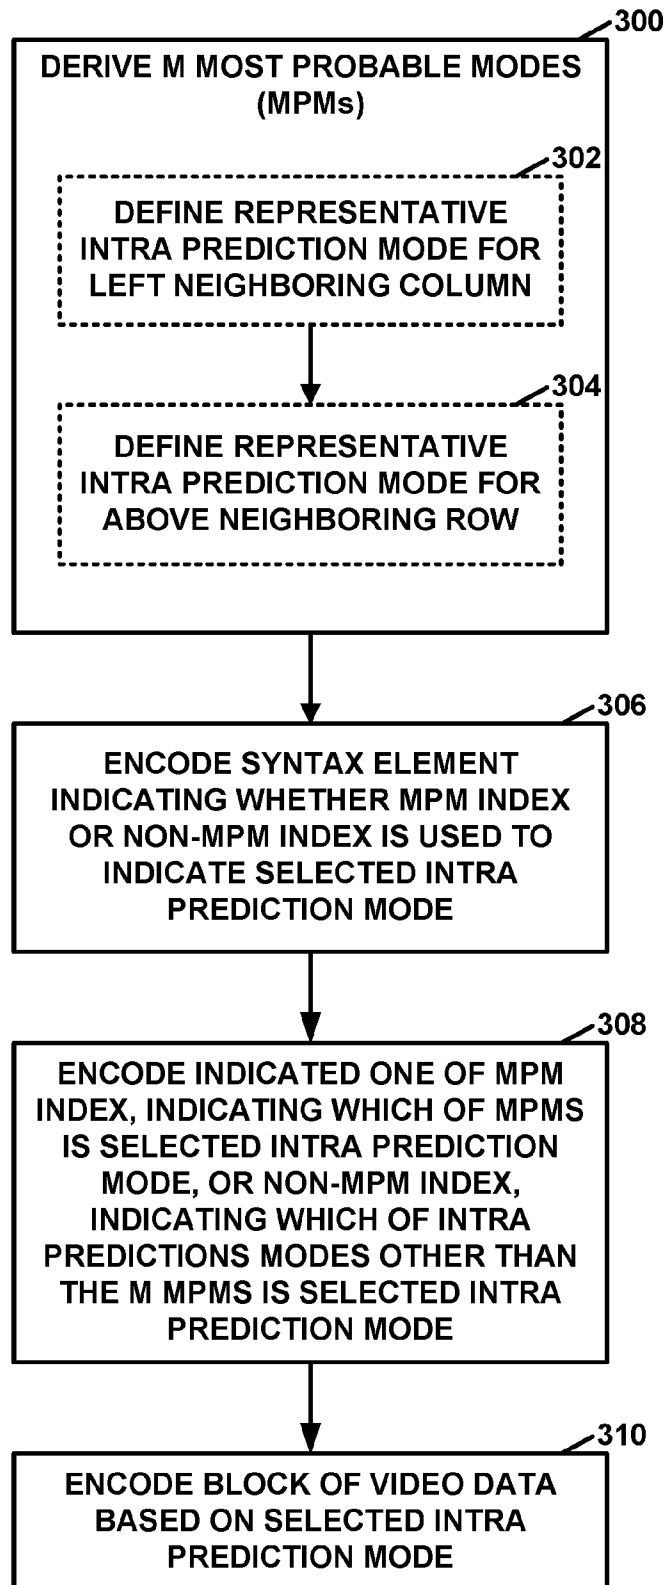 300
DERIVE M MOST PROBABLE MODES
(MPMs)
302
DEFINE REPRESENTATIVE
INTRA PREDICTION MODE FOR
LEFT NEIGHBORING COLUMN
304
DEFINE REPRESENTATIVE
INTRA PREDICTION MODE FOR
ABOVE NEIGHBORING ROW
306
ENCODE SYNTAX ELEMENT
INDICATING WHETHER MPM INDEX
OR NON-MPM INDEX IS USED TO
INDICATE SELECTED INTRA
PREDICTION MODE
308
ENCODE INDICATED ONE OF MPM
INDEX, INDICATING WHICH OF MPMS
IS SELECTED INTRA PREDICTION
MODE, OR NON-MPM INDEX,
INDICATING WHICH OF INTRA
PREDICTIONS MODES OTHER THAN
THE M MPMS IS SELECTED INTRA
PREDICTION MODE
310
ENCODE BLOCK OF VIDEO DATA
BASED ON SELECTED INTRA
PREDICTION MODE